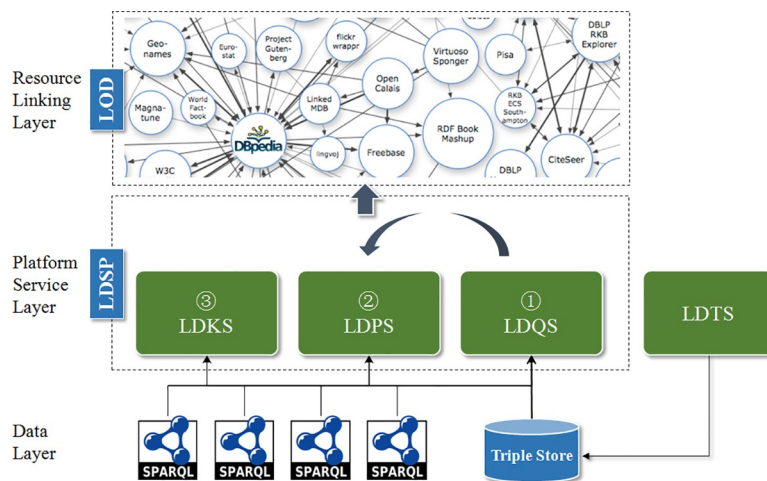 Resource
Linking
Layer
LOD
Geo-
names
Euro-
stat
Project
Guten-
berg
flickr
wrappr
Virtuoso
Sponger
Pisa
DBLP
RKB
Explorer
Open
Calais
Magna-
tune
World
Fact-
book
Linked
MDB
RKB
ECS
South-
ampton
DBpedia
lingvoj
Freebase
RDF Book
Mashup
CiteSeer
W3C
DBLP
Hannover
Platform
Service
Layer
LDSP
③
LDKS
②
LDPS
①
LDQS
LDTS
Data
Layer
SPARQL
SPARQL
SPARQL
SPARQL
Triple Store